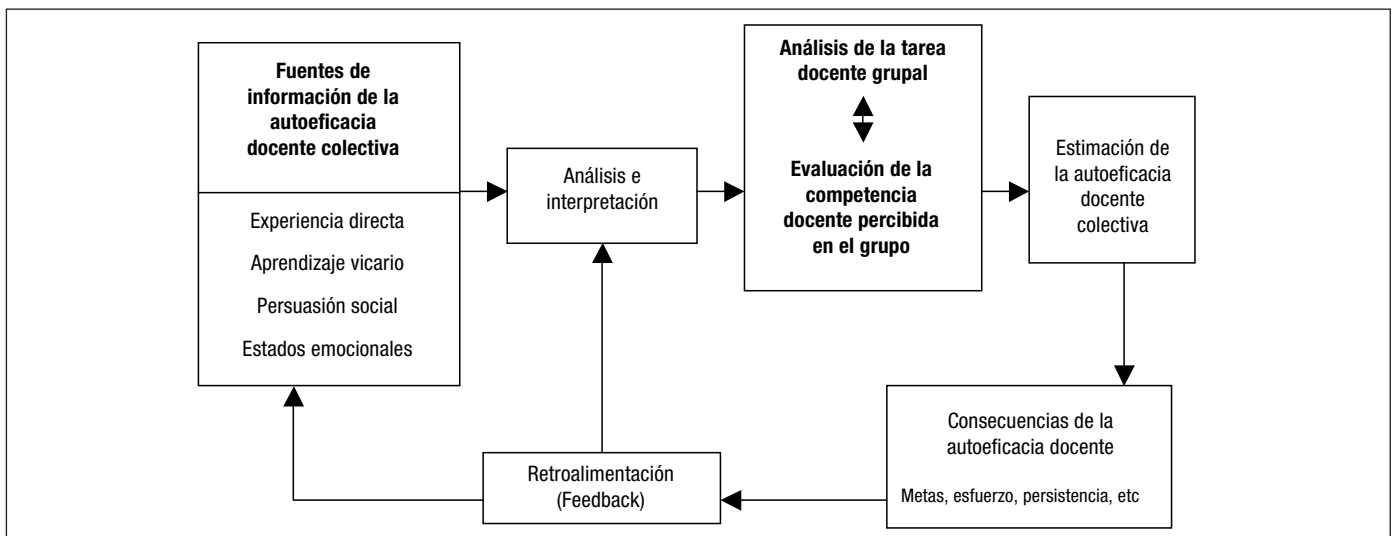 Fuentes de
información de la
autoeficacia
docente colectiva
Experiencia directa
Aprendizaje vicario
Persuasión social
Estados emocionales
Análisis e
interpretación
Análisis de la tarea
docente grupal
Evaluación de la
competencia
docente percibida
en el grupo
Estimación de
la autoeficacia
docente
colectiva
Consecuencias de la
autoeficacia docente
Metas, esfuerzo, persistencia, etc
Retroalimentación
(Feedback)